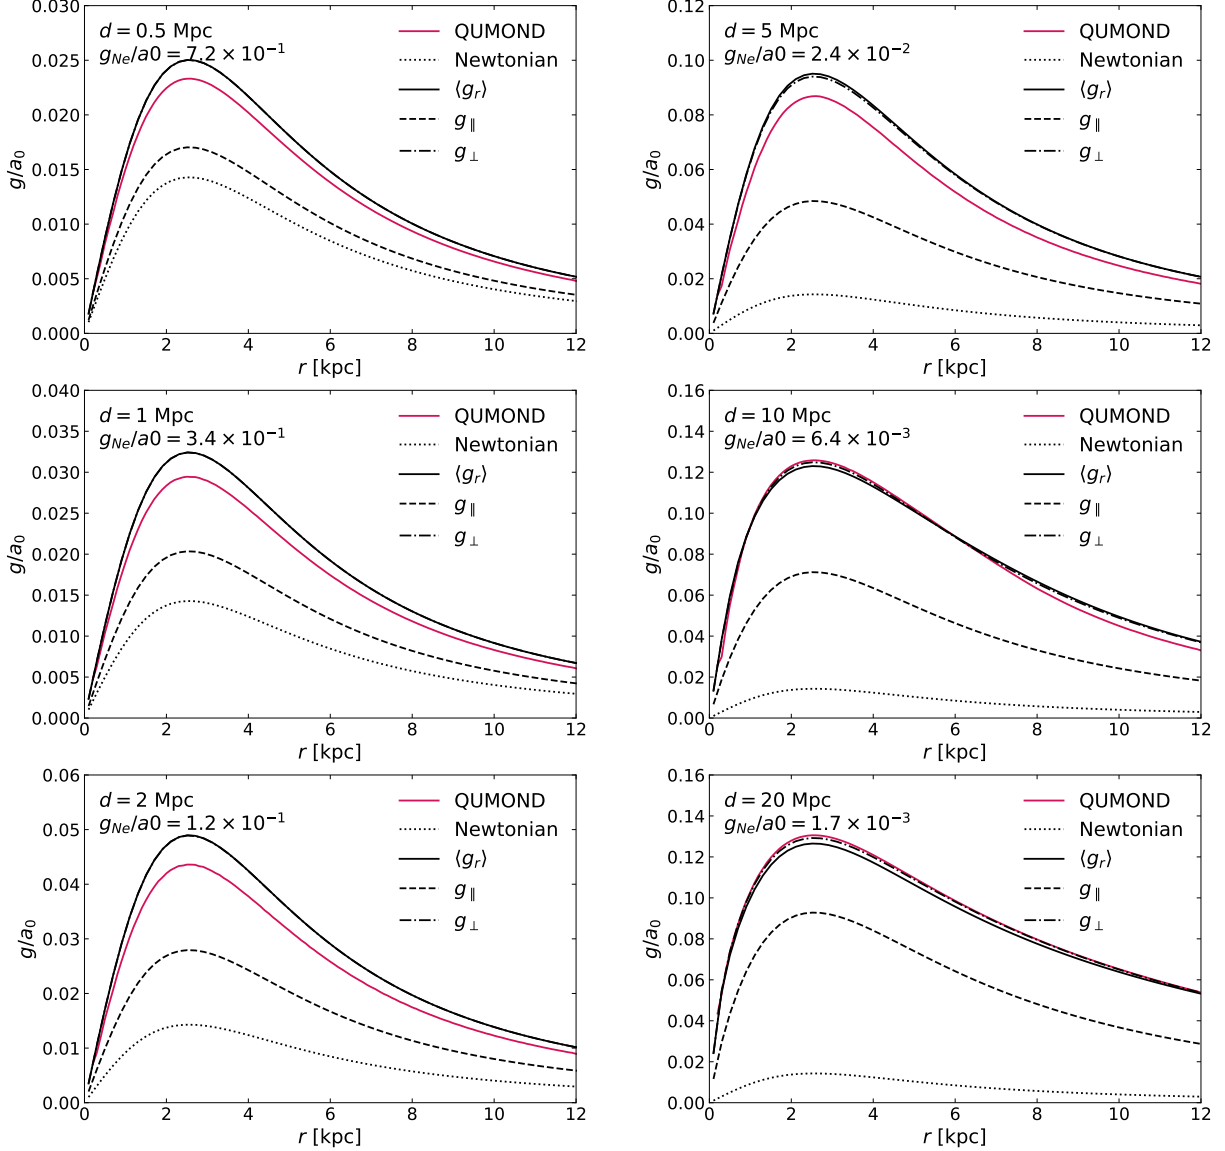 d = 0.5 Mpc
g_Ne/a0 = 7.2 × 10^−1
QUMOND
Newtonian
⟨g_r⟩
g_∥
g_⊥
0.030
0.025
0.020
0.015
0.010
0.005
0.000
g/a_0
0 2 4 6 8 10 12
r [kpc]
d = 5 Mpc
g_Ne/a0 = 2.4 × 10^−2
QUMOND
Newtonian
⟨g_r⟩
g_∥
g_⊥
0.12
0.10
0.08
0.06
0.04
0.02
0.00
g/a_0
0 2 4 6 8 10 12
r [kpc]
d = 1 Mpc
g_Ne/a0 = 3.4 × 10^−1
QUMOND
Newtonian
⟨g_r⟩
g_∥
g_⊥
0.040
0.035
0.030
0.025
0.020
0.015
0.010
0.005
0.000
g/a_0
0 2 4 6 8 10 12
r [kpc]
d = 10 Mpc
g_Ne/a0 = 6.4 × 10^−3
QUMOND
Newtonian
⟨g_r⟩
g_∥
g_⊥
0.16
0.14
0.12
0.10
0.08
0.06
0.04
0.02
0.00
g/a_0
0 2 4 6 8 10 12
r [kpc]
d = 2 Mpc
g_Ne/a0 = 1.2 × 10^−1
QUMOND
Newtonian
⟨g_r⟩
g_∥
g_⊥
0.06
0.05
0.04
0.03
0.02
0.01
0.00
g/a_0
0 2 4 6 8 10 12
r [kpc]
d = 20 Mpc
g_Ne/a0 = 1.7 × 10^−3
QUMOND
Newtonian
⟨g_r⟩
g_∥
g_⊥
0.16
0.14
0.12
0.10
0.08
0.06
0.04
0.02
0.00
g/a_0
0 2 4 6 8 10 12
r [kpc]